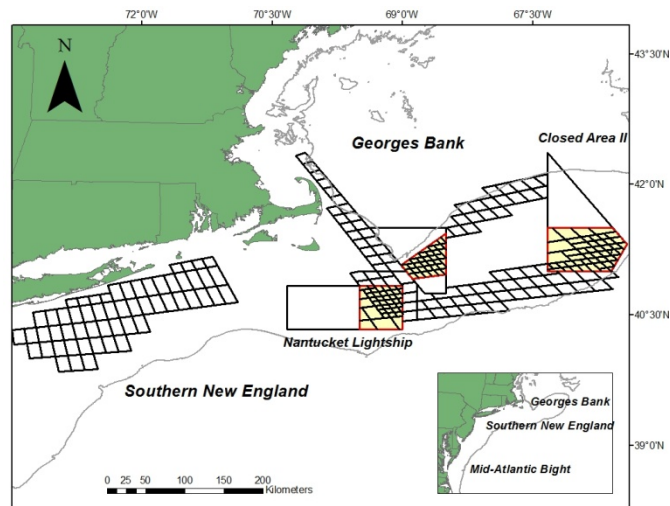 72°0'W 70°30'W 69°0'W 67°30'W
43°30'N
N
Georges Bank
Closed Area II
42°0'N
40°30'N
Nantucket Lightship
Southern New England
Georges Bank
Southern New England
39°0'N
Mid-Atlantic Bight
0 25 50 100 150 200
Kilometers